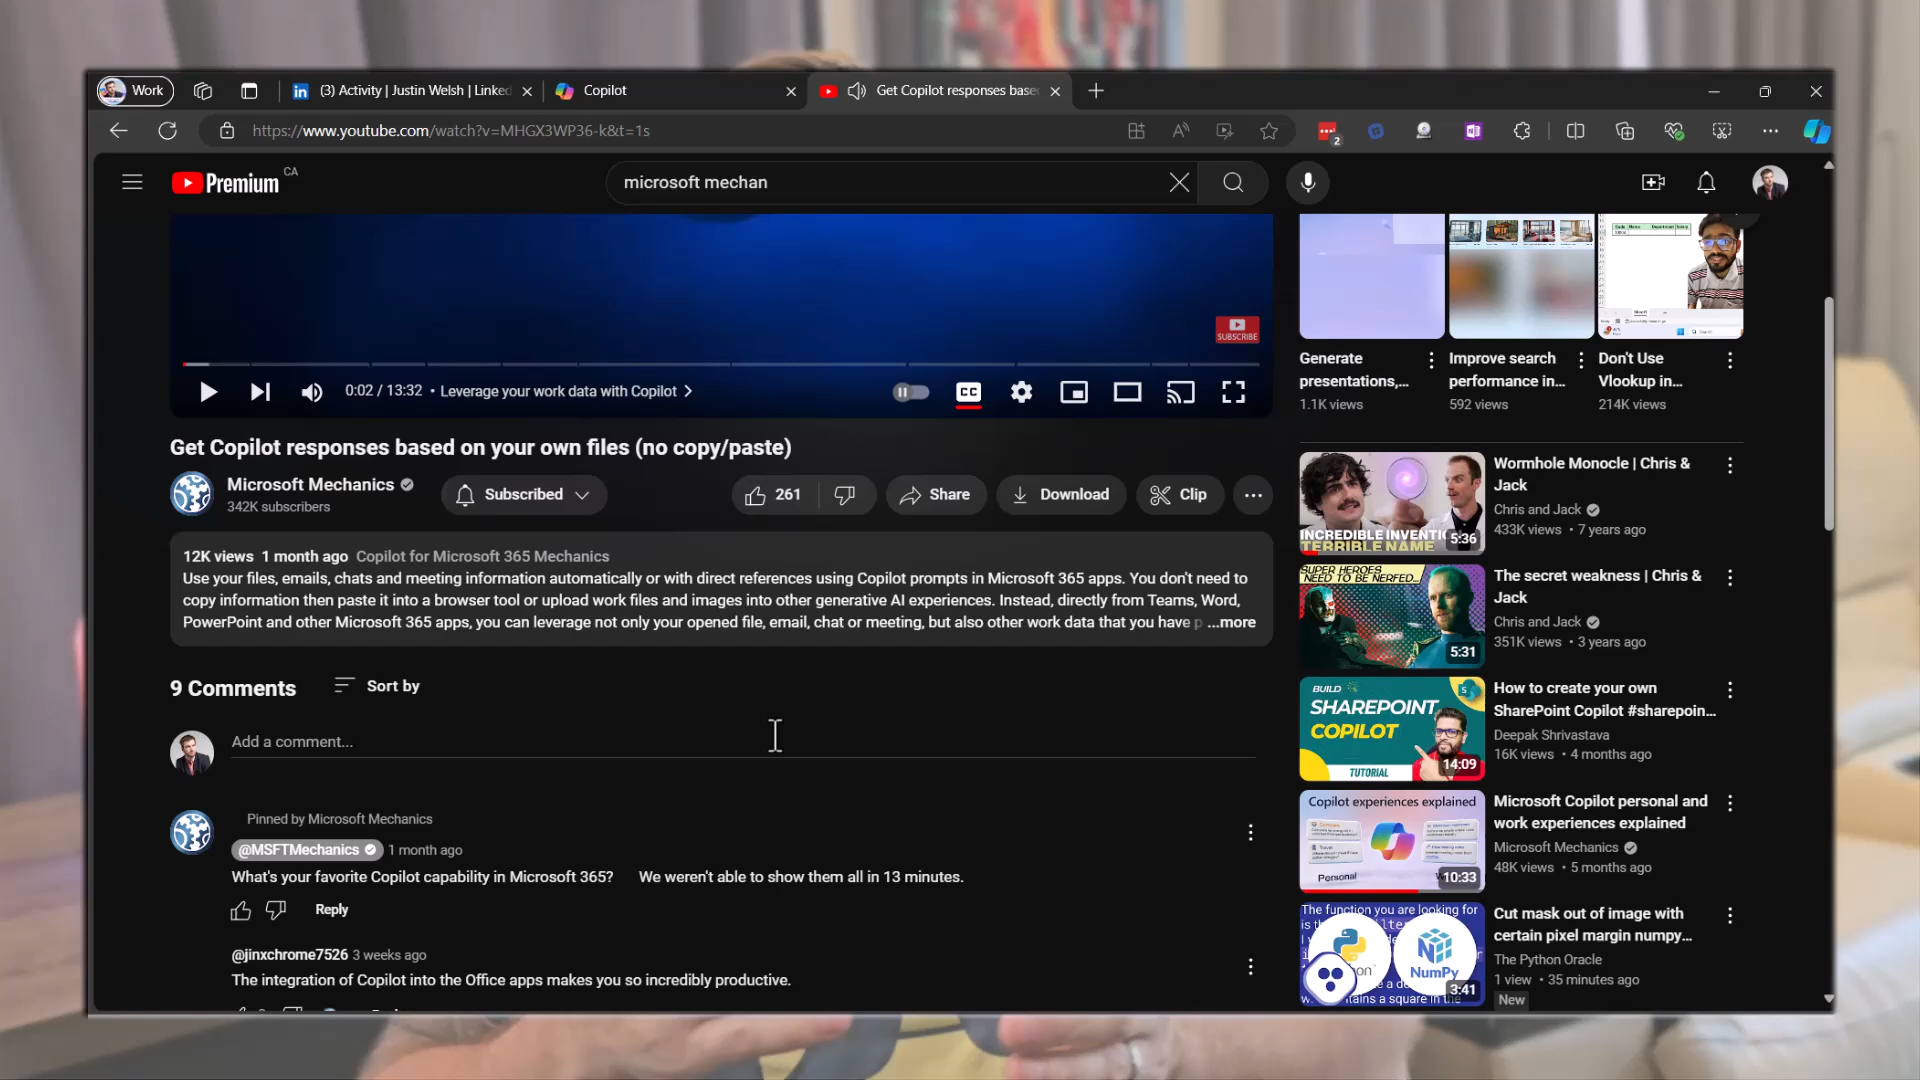 Work
(3) Activity | Justin Welsh | Linked
Copilot
Get Copilot responses base
https://www.youtube.com/watch?v=MHGX3WP36-k&t=1s
2
Premium CA
microsoft mechan
SUBSCRIBE
0:02 / 13:32 • Leverage your work data with Copilot
CC
Get Copilot responses based on your own files (no copy/paste)
Microsoft Mechanics
342K subscribers
Subscribed
261
Share
Download
Clip
12K views 1 month ago Copilot for Microsoft 365 Mechanics
Use your files, emails, chats and meeting information automatically or with direct references using Copilot prompts in Microsoft 365 apps. You don't need to
copy information then paste it into a browser tool or upload work files and images into other generative AI experiences. Instead, directly from Teams, Word,
PowerPoint and other Microsoft 365 apps, you can leverage not only your opened file, email, chat or meeting, but also other work data that you have p ...more
9 Comments
Sort by
Add a comment...
Pinned by Microsoft Mechanics
@MSFTMechanics 1 month ago
What's your favorite Copilot capability in Microsoft 365? We weren't able to show them all in 13 minutes.
Reply
@jinxchrome7526 3 weeks ago
The integration of Copilot into the Office apps makes you so incredibly productive.
Generate
presentations,...
1.1K views
Improve search
performance in...
592 views
Don't Use
Vlookup in...
214K views
INCREDIBLE INVENTI
TERRIBLE NAME
5:36
Wormhole Monocle | Chris &
Jack
Chris and Jack
433K views • 7 years ago
SUPER HEROES
NEED TO BE NERFED...
5:31
The secret weakness | Chris &
Jack
Chris and Jack
351K views • 3 years ago
BUILD
SHAREPOINT
COPILOT
TUTORIAL
14:09
How to create your own
SharePoint Copilot #sharepoin...
Deepak Shrivastava
16K views • 4 months ago
Copilot experiences explained
Personal
10:33
Microsoft Copilot personal and
work experiences explained
Microsoft Mechanics
48K views • 5 months ago
The function you are looking for
NumPy
3:41
Cut mask out of image with
certain pixel margin numpy...
The Python Oracle
1 view • 35 minutes ago
New